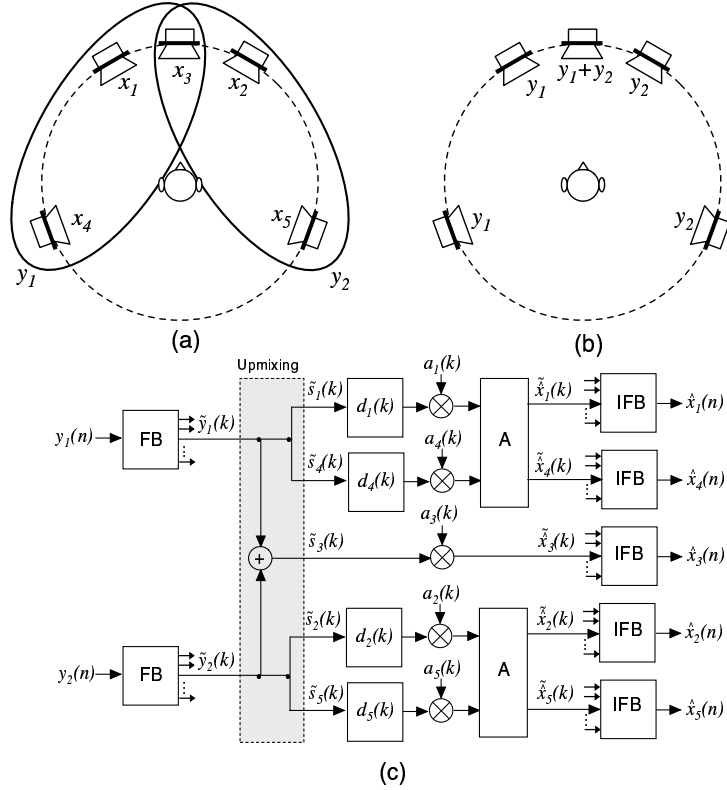 x₃
x₁
x₂
x₄
x₅
y₁
y₂
(a)
y₁+y₂
y₁
y₂
y₁
y₂
(b)
Upmixing
a₁(k)
s̃₁(k)
d₁(k)
x̃̂₁(k)
IFB
x̂₁(n)
y₁(n)
FB
ỹ₁(k)
A
a₄(k)
s̃₄(k)
d₄(k)
x̃̂₄(k)
IFB
x̂₄(n)
a₃(k)
s̃₃(k)
x̃̂₃(k)
IFB
x̂₃(n)
+
a₂(k)
s̃₂(k)
d₂(k)
x̃̂₂(k)
IFB
x̂₂(n)
y₂(n)
FB
ỹ₂(k)
A
a₅(k)
s̃₅(k)
d₅(k)
x̃̂₅(k)
IFB
x̂₅(n)
(c)